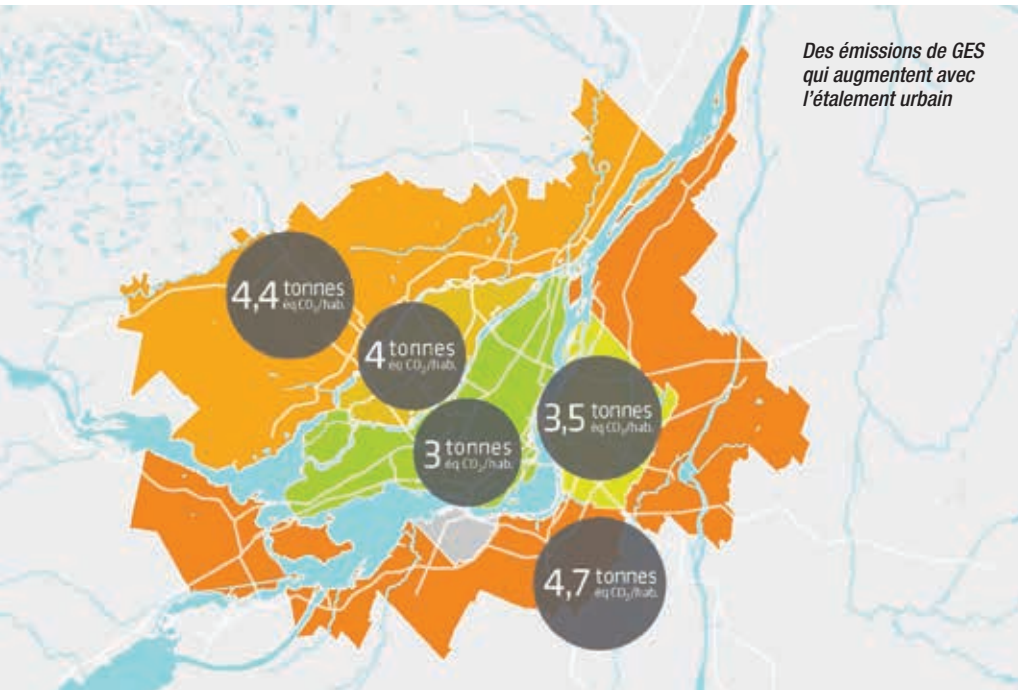 Des émissions de GES
qui augmentent avec
l'étalement urbain
4,4 tonnes
éq CO₂/hab.
4 tonnes
éq CO₂/hab.
3,5 tonnes
éq CO₂/hab.
3 tonnes
éq CO₂/hab.
4,7 tonnes
éq CO₂/hab.